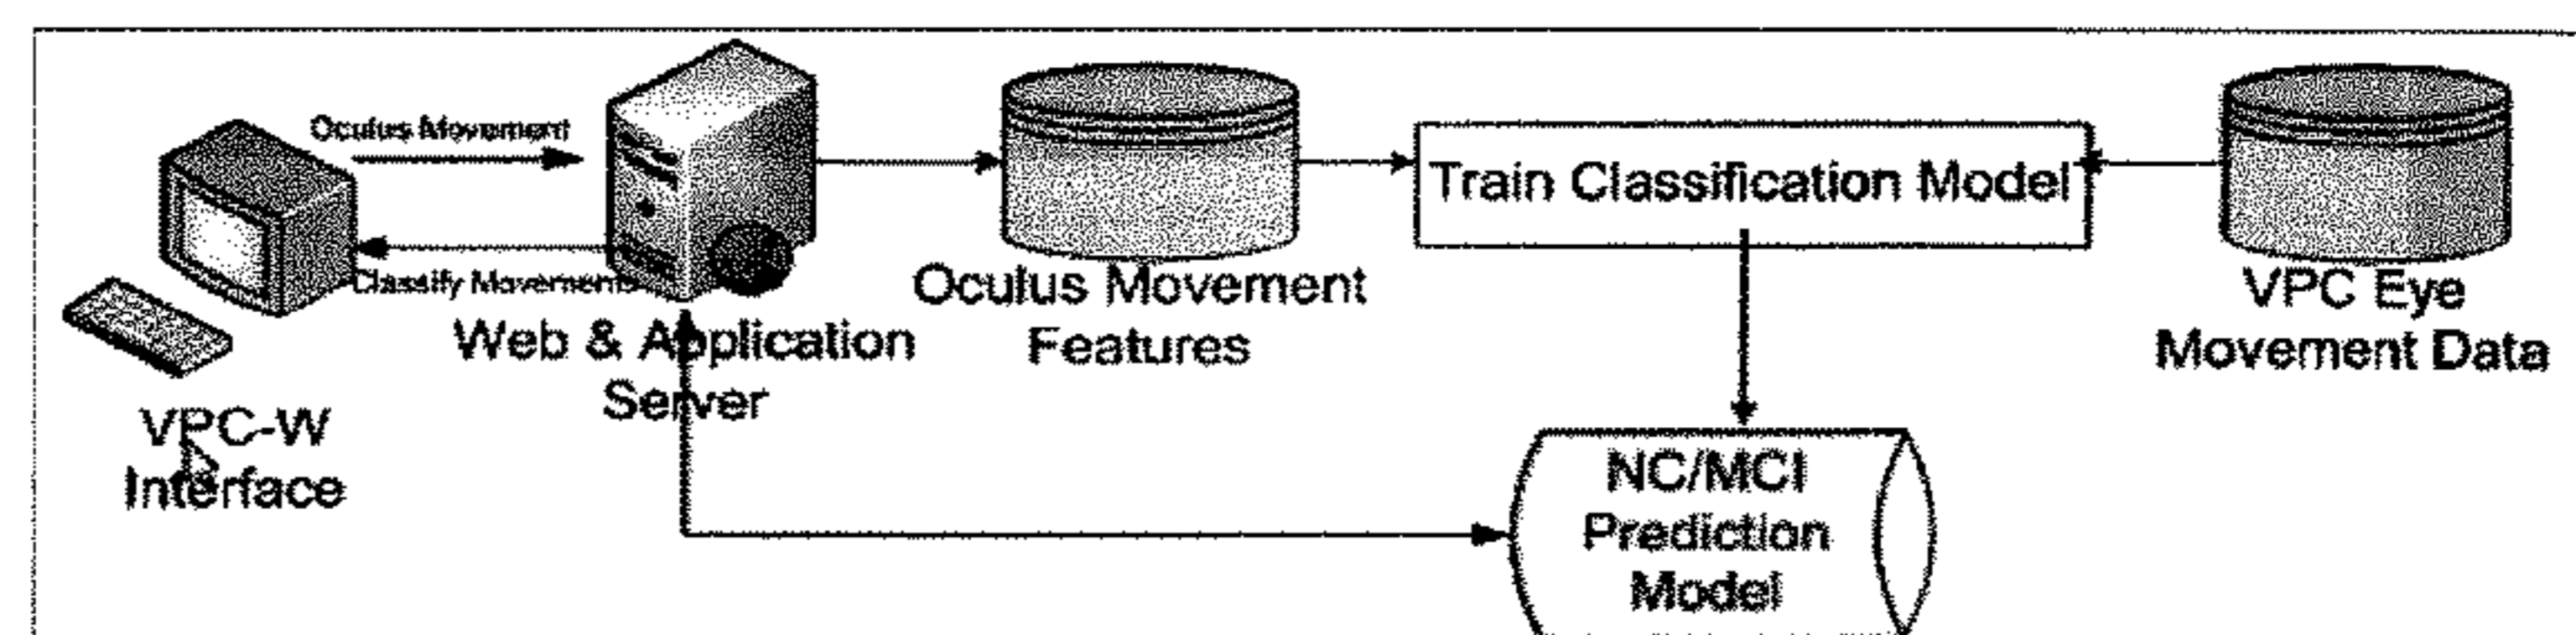 Oculus Movement
Classify Movements
VPC-W
Interface
Web & Application
Server
Oculus Movement
Features
Train Classification Model
VPC Eye
Movement Data
NC/MCI
Prediction
Model